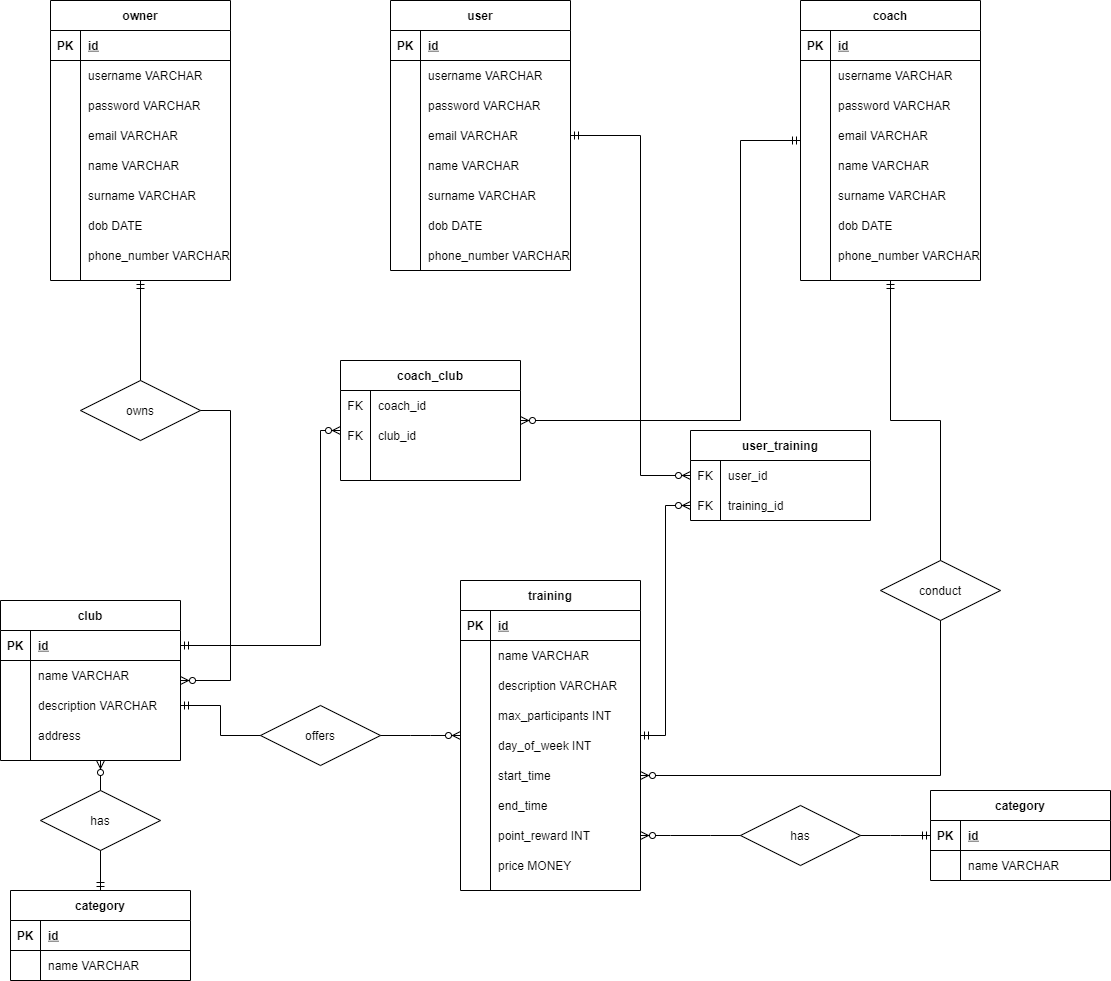 owner
PK id
username VARCHAR
password VARCHAR
email VARCHAR
name VARCHAR
surname VARCHAR
dob DATE
phone_number VARCHAR
user
PK id
username VARCHAR
password VARCHAR
email VARCHAR
name VARCHAR
surname VARCHAR
dob DATE
phone_number VARCHAR
coach
PK id
username VARCHAR
password VARCHAR
email VARCHAR
name VARCHAR
surname VARCHAR
dob DATE
phone_number VARCHAR
owns
coach_club
FK coach_id
FK club_id
user_training
FK user_id
FK training_id
conduct
club
PK id
name VARCHAR
description VARCHAR
address
offers
training
PK id
name VARCHAR
description VARCHAR
max_participants INT
day_of_week INT
start_time
end_time
point_reward INT
price MONEY
has
category
PK id
name VARCHAR
has
category
PK id
name VARCHAR